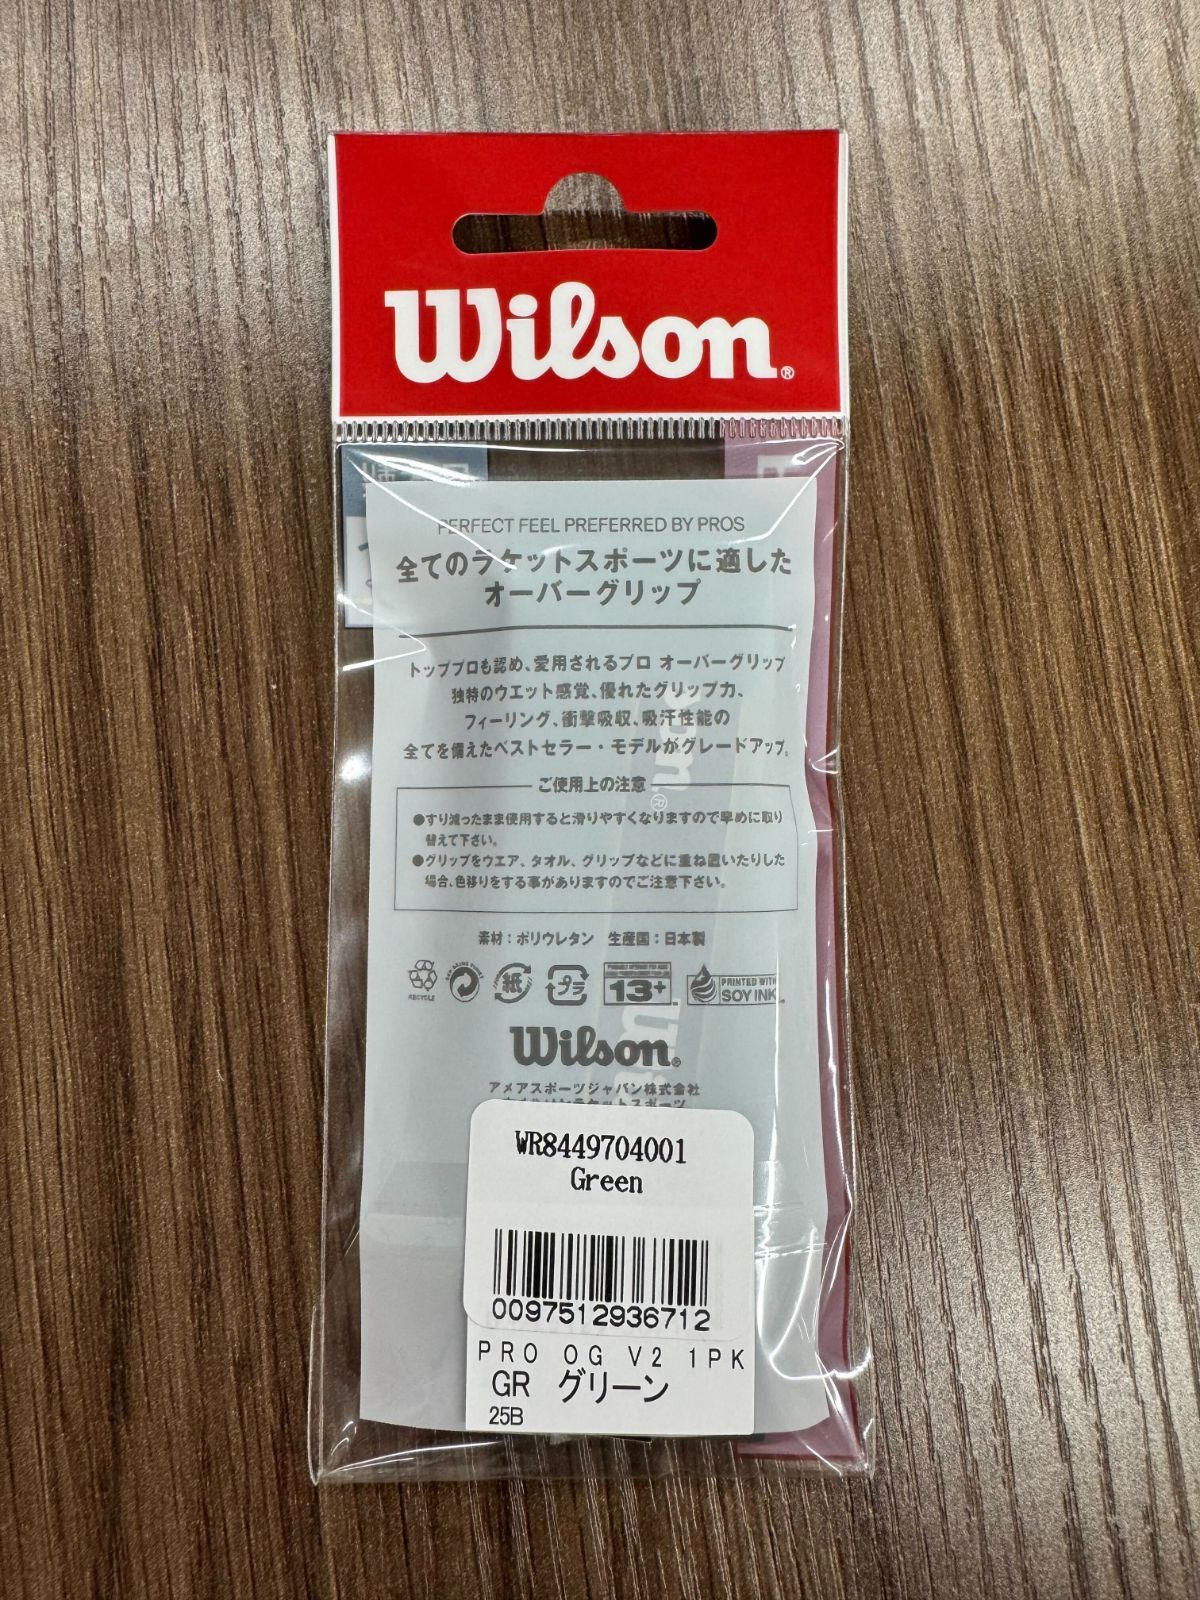 Wilson®
PERFECT FEEL PREFERRED BY PROS
全てのラケットスポーツに適した
オーバーグリップ
トッププロも認め、愛用されるプロ オーバーグリップ
独特のウエット感覚、優れたグリップ力、
フィーリング、衝撃吸収、吸汗性能の
全てを備えたベストセラー・モデルがグレードアップ。
ご使用上の注意
●すり減ったまま使用すると滑りやすくなりますので早めに取り
替えて下さい。
●グリップをウエア、タオル、グリップなどに重ね置いたりした
場合、色移りをする事がありますのでご注意下さい。
素材：ポリウレタン 生産国：日本製
RECYCLE
紙
プラ
13+
PRINTED WITH
SOY INK
Wilson®
アメアスポーツジャパン株式会社
WR8449704001
Green
0097512936712
PRO OG V2 1PK
GR グリーン
25B